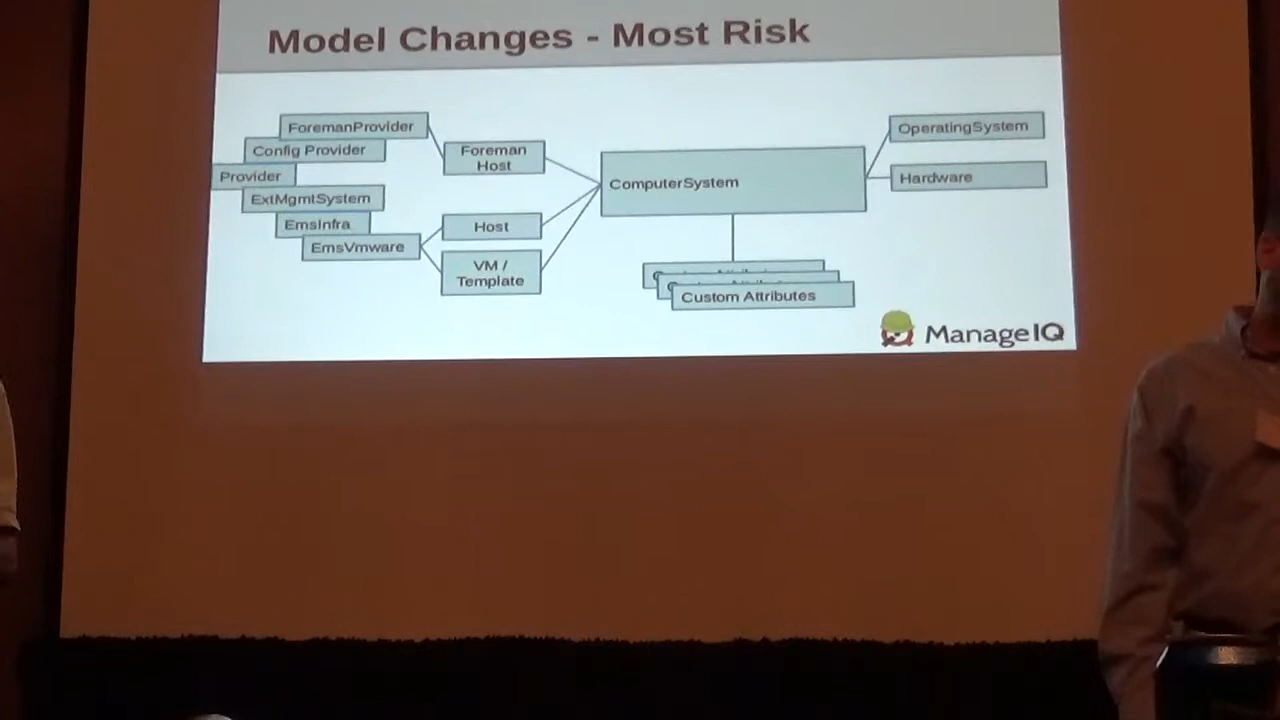 Model Changes - Most Risk
ForemanProvider
Config Provider
Provider
ExtMgmtSystem
EmsInfra
EmsVmware
Foreman
Host
Host
VM /
Template
ComputerSystem
OperatingSystem
Hardware
Custom Attributes
ManageIQ